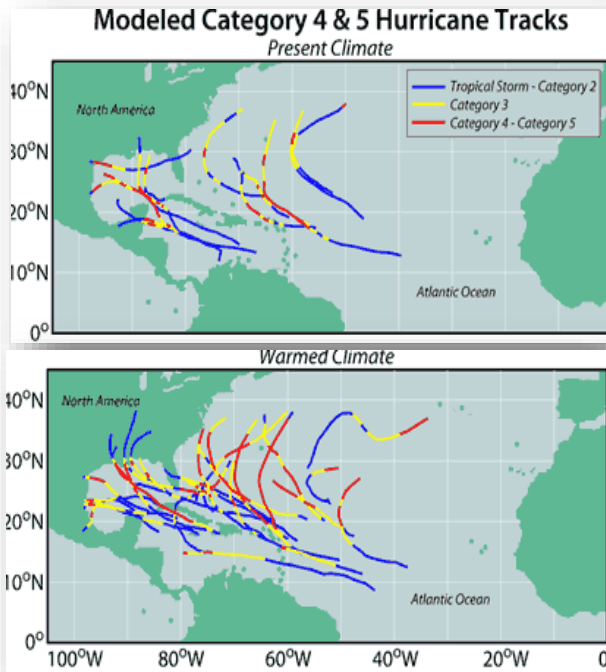 Modeled Category 4 & 5 Hurricane Tracks
Present Climate
40°N
North America
Tropical Storm - Category 2
Category 3
Category 4 - Category 5
30°N
20°N
10°N
Atlantic Ocean
0°
Warmed Climate
40°N
North America
30°N
20°N
10°N
Atlantic Ocean
0°
100°W 80°W 60°W 40°W 20°W 0